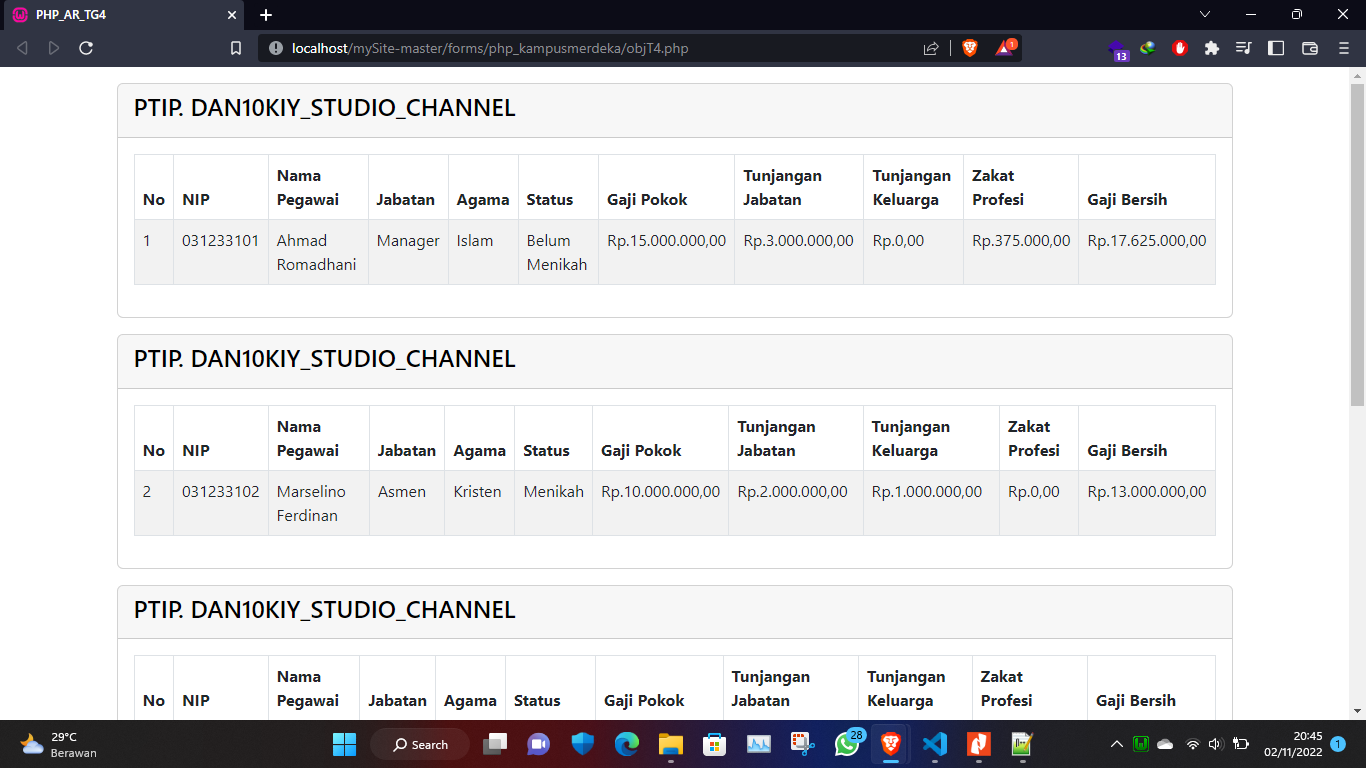 PHP_AR_TG4
localhost/mySite-master/forms/php_kampusmerdeka/objT4.php
1
13
PTIP. DAN10KIY_STUDIO_CHANNEL
No NIP Nama Pegawai Jabatan Agama Status Gaji Pokok Tunjangan Jabatan Tunjangan Keluarga Zakat Profesi Gaji Bersih
1 031233101 Ahmad Romadhani Manager Islam Belum Menikah Rp.15.000.000,00 Rp.3.000.000,00 Rp.0,00 Rp.375.000,00 Rp.17.625.000,00
PTIP. DAN10KIY_STUDIO_CHANNEL
No NIP Nama Pegawai Jabatan Agama Status Gaji Pokok Tunjangan Jabatan Tunjangan Keluarga Zakat Profesi Gaji Bersih
2 031233102 Marselino Ferdinan Asmen Kristen Menikah Rp.10.000.000,00 Rp.2.000.000,00 Rp.1.000.000,00 Rp.0,00 Rp.13.000.000,00
PTIP. DAN10KIY_STUDIO_CHANNEL
No NIP Nama Pegawai Jabatan Agama Status Gaji Pokok Tunjangan Jabatan Tunjangan Keluarga Zakat Profesi Gaji Bersih
29°C
Berawan
Search
28
20:45
02/11/2022
1